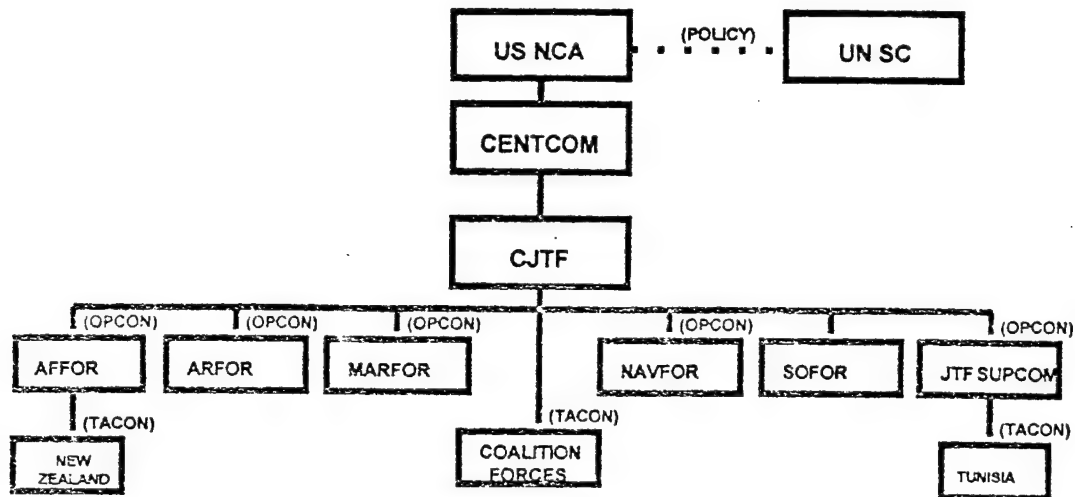 (POLICY)
US NCA
UN SC
CENTCOM
CJTF
(OPCON)
(OPCON)
(OPCON)
(OPCON)
(OPCON)
AFFOR
ARFOR
MARFOR
NAVFOR
SOFOR
JTF SUPCOM
(TACON)
(TACON)
(TACON)
NEW
ZEALAND
COALITION
FORCES
TUNISIA